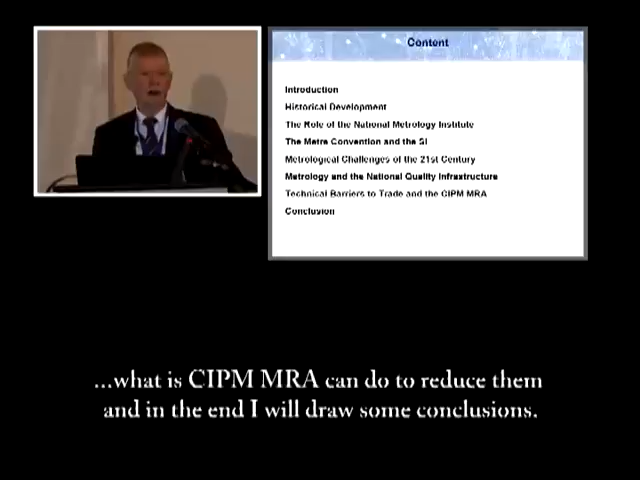 Content
Introduction
Historical Development
The Role of the National Metrology Institute
The Metre Convention and the SI
Metrological Challenges of the 21st Century
Metrology and the National Quality Infrastructure
Technical Barriers to Trade and the CIPM MRA
Conclusion
...what is CIPM MRA can do to reduce them
and in the end I will draw some conclusions.